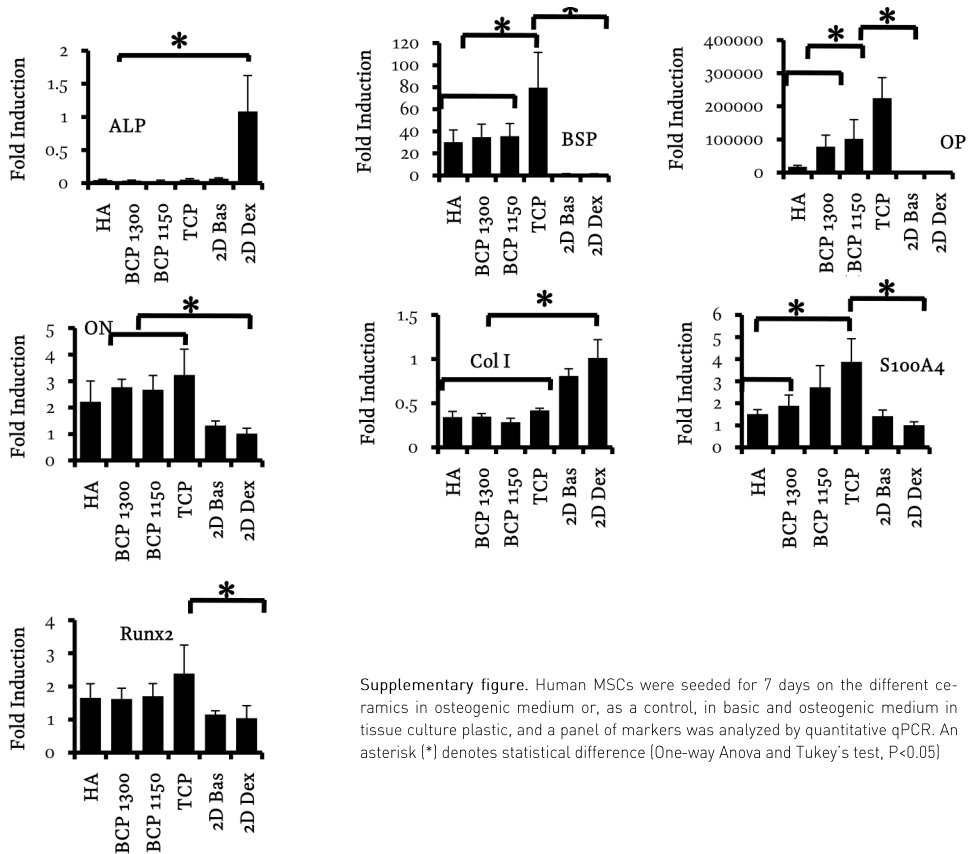 *
2
1.5
1
0.5
0
Fold Induction
ALP
HA
BCP 1300
BCP 1150
TCP
2D Bas
2D Dex
*
*
120
100
80
60
40
20
0
Fold Induction
BSP
HA
BCP 1300
BCP 1150
TCP
2D Bas
2D Dex
*
*
400000
300000
200000
100000
0
Fold Induction
OP
HA
BCP 1300
BCP 1150
TCP
2D Bas
2D Dex
*
5
4
3
2
1
0
Fold Induction
ON
HA
BCP 1300
BCP 1150
TCP
2D Bas
2D Dex
*
1.5
1
0.5
0
Fold Induction
Col I
HA
BCP 1300
BCP 1150
TCP
2D Bas
2D Dex
*
*
6
5
4
3
2
1
0
Fold Induction
S100A4
HA
BCP 1300
BCP 1150
TCP
2D Bas
2D Dex
*
4
3
2
1
0
Fold Induction
Runx2
HA
BCP 1300
BCP 1150
TCP
2D Bas
2D Dex
Supplementary figure. Human MSCs were seeded for 7 days on the different ce-
ramics in osteogenic medium or, as a control, in basic and osteogenic medium in
tissue culture plastic, and a panel of markers was analyzed by quantitative qPCR. An
asterisk (*) denotes statistical difference (One-way Anova and Tukey's test, P<0.05)